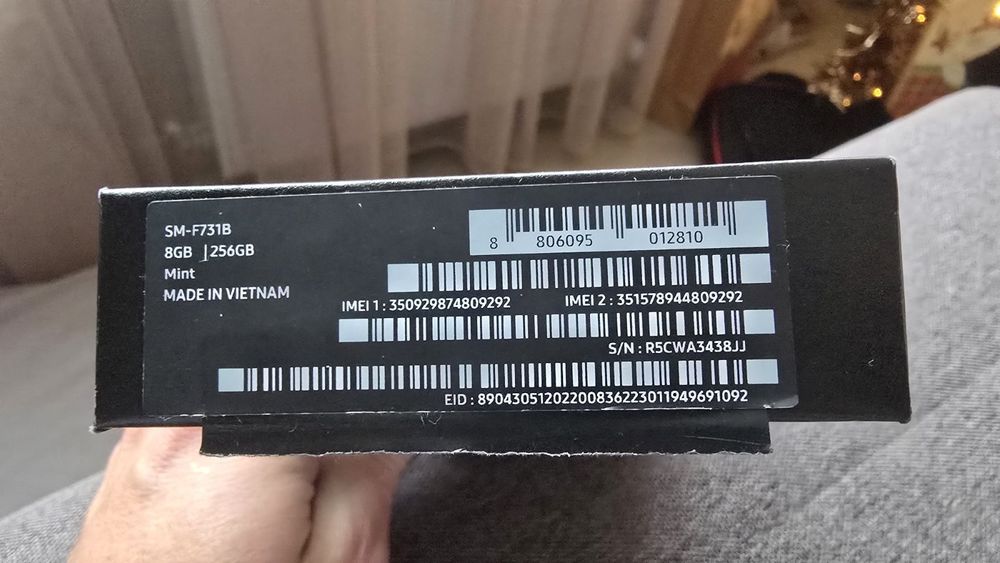 SM-F731B
8GB | 256GB
Mint
MADE IN VIETNAM
8 806095 012810
IMEI 1 : 350929874809292 IMEI 2 : 351578944809292
S/N : R5CWA3438JJ
EID : 89043051202200836223011949691092